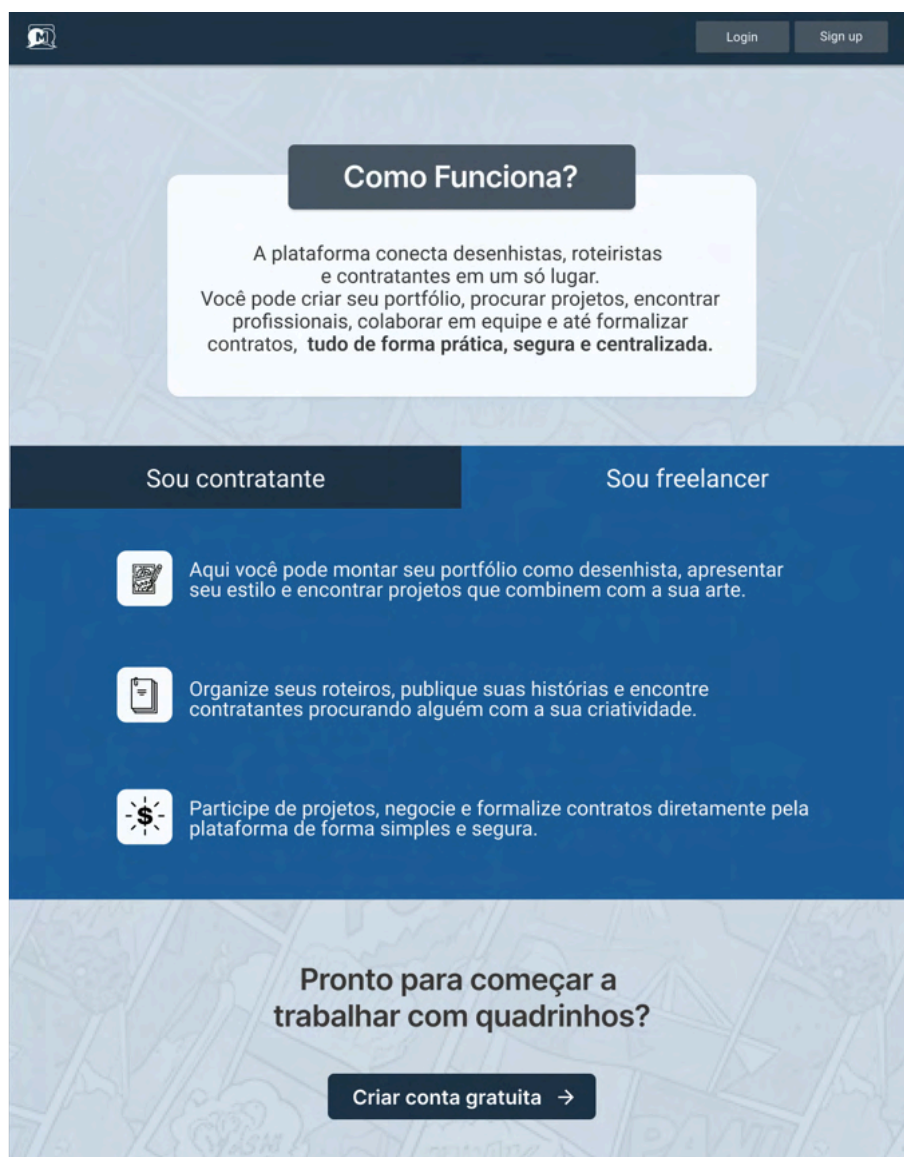 Login
Sign up
Como Funciona?
A plataforma conecta desenhistas, roteiristas
e contratantes em um só lugar.
Você pode criar seu portfólio, procurar projetos, encontrar
profissionais, colaborar em equipe e até formalizar
contratos, tudo de forma prática, segura e centralizada.
Sou contratante
Sou freelancer
Aqui você pode montar seu portfólio como desenhista, apresentar
seu estilo e encontrar projetos que combinem com a sua arte.
Organize seus roteiros, publique suas histórias e encontre
contratantes procurando alguém com a sua criatividade.
$
Participe de projetos, negocie e formalize contratos diretamente pela
plataforma de forma simples e segura.
Pronto para começar a
trabalhar com quadrinhos?
Criar conta gratuita →